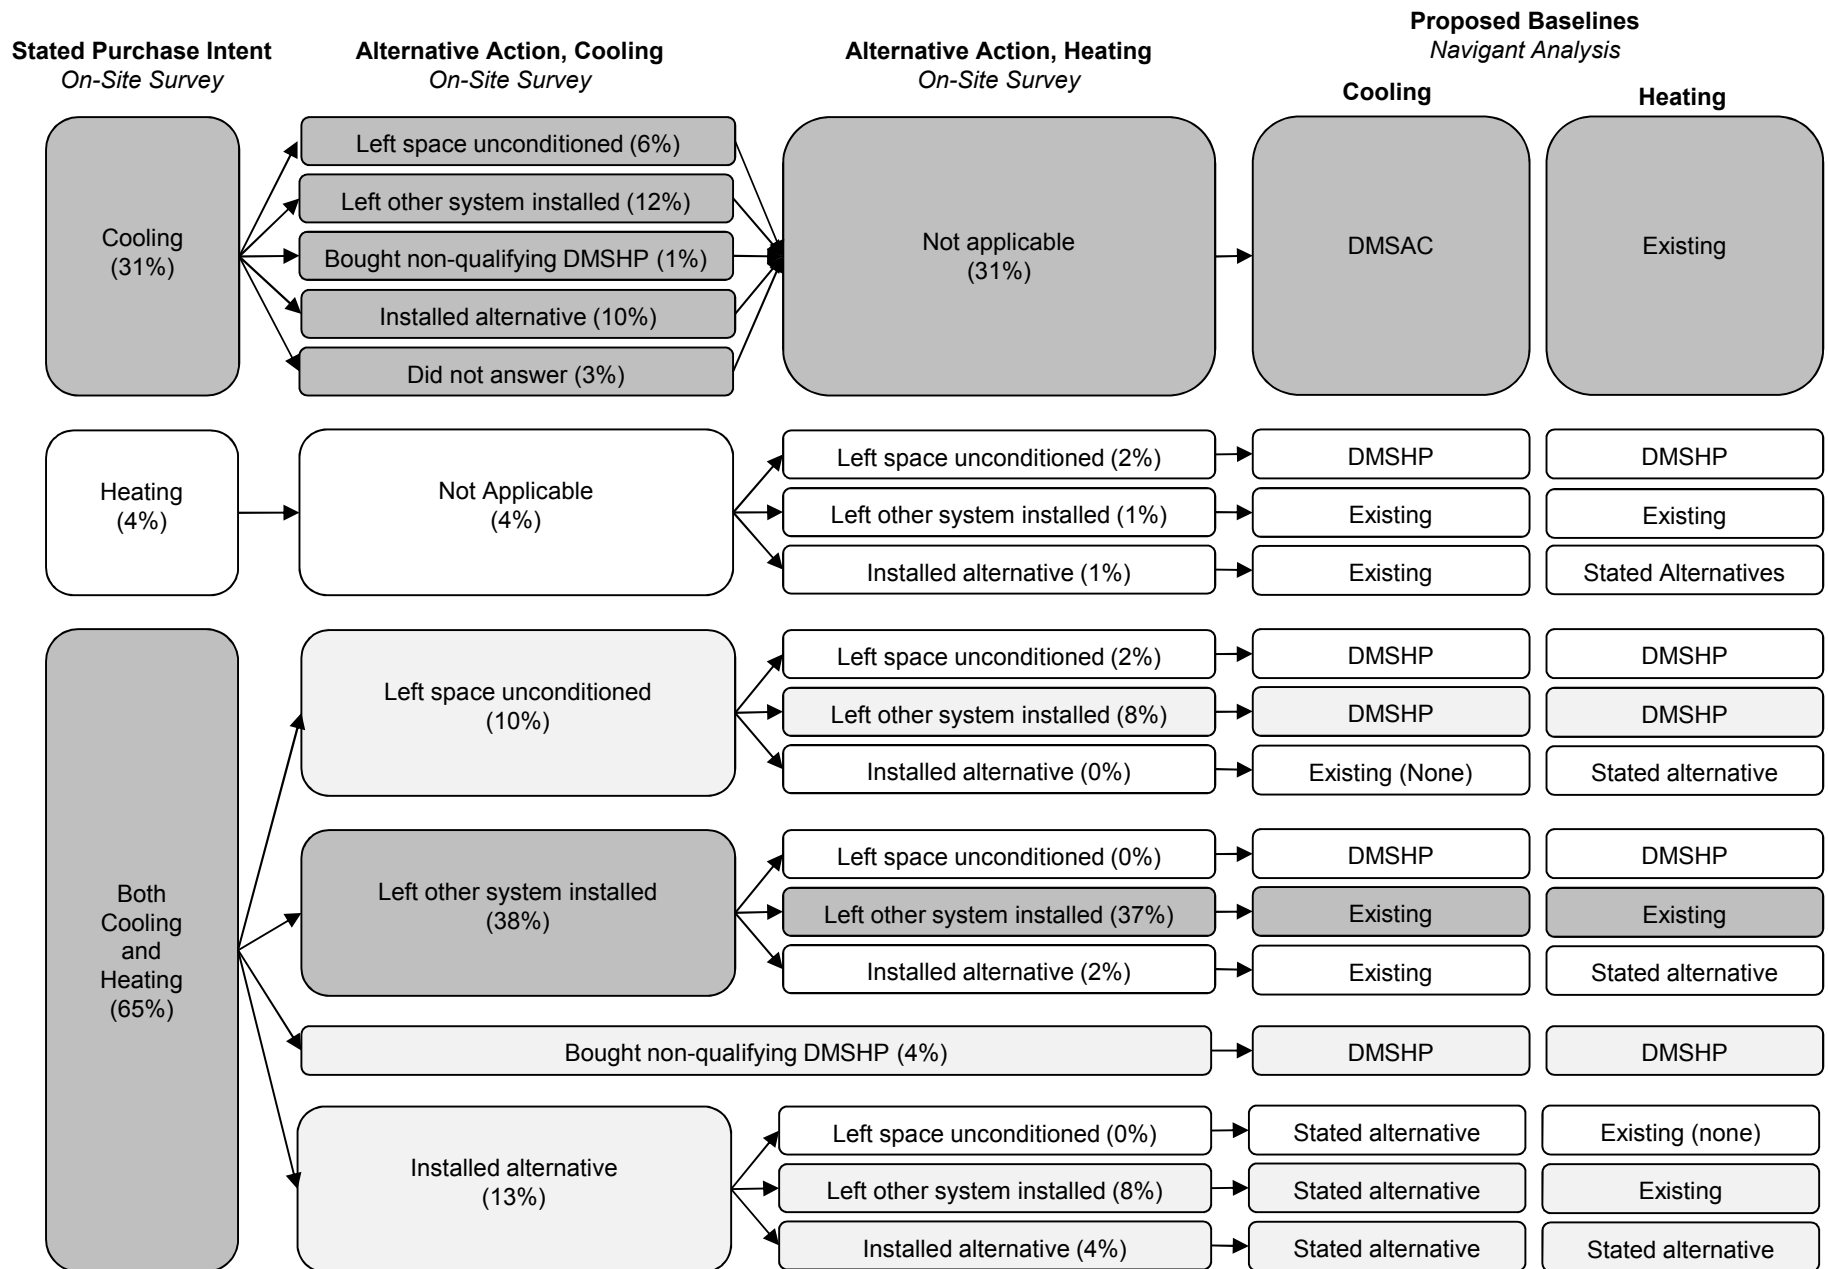 Proposed Baselines
Stated Purchase Intent
Alternative Action, Cooling
Alternative Action, Heating
Navigant Analysis
On-Site Survey
On-Site Survey
On-Site Survey
Cooling
Heating
Cooling
(31%)
Left space unconditioned (6%)
Left other system installed (12%)
Bought non-qualifying DMSHP (1%)
Installed alternative (10%)
Did not answer (3%)
Not applicable
(31%)
DMSAC
Existing
Heating
(4%)
Not Applicable
(4%)
Left space unconditioned (2%)
DMSHP
DMSHP
Left other system installed (1%)
Existing
Existing
Installed alternative (1%)
Existing
Stated Alternatives
Both
Cooling
and
Heating
(65%)
Left space unconditioned
(10%)
Left space unconditioned (2%)
DMSHP
DMSHP
Left other system installed (8%)
DMSHP
DMSHP
Installed alternative (0%)
Existing (None)
Stated alternative
Left other system installed
(38%)
Left space unconditioned (0%)
DMSHP
DMSHP
Left other system installed (37%)
Existing
Existing
Installed alternative (2%)
Existing
Stated alternative
Bought non-qualifying DMSHP (4%)
DMSHP
DMSHP
Installed alternative
(13%)
Left space unconditioned (0%)
Stated alternative
Existing (none)
Left other system installed (8%)
Stated alternative
Existing
Installed alternative (4%)
Stated alternative
Stated alternative